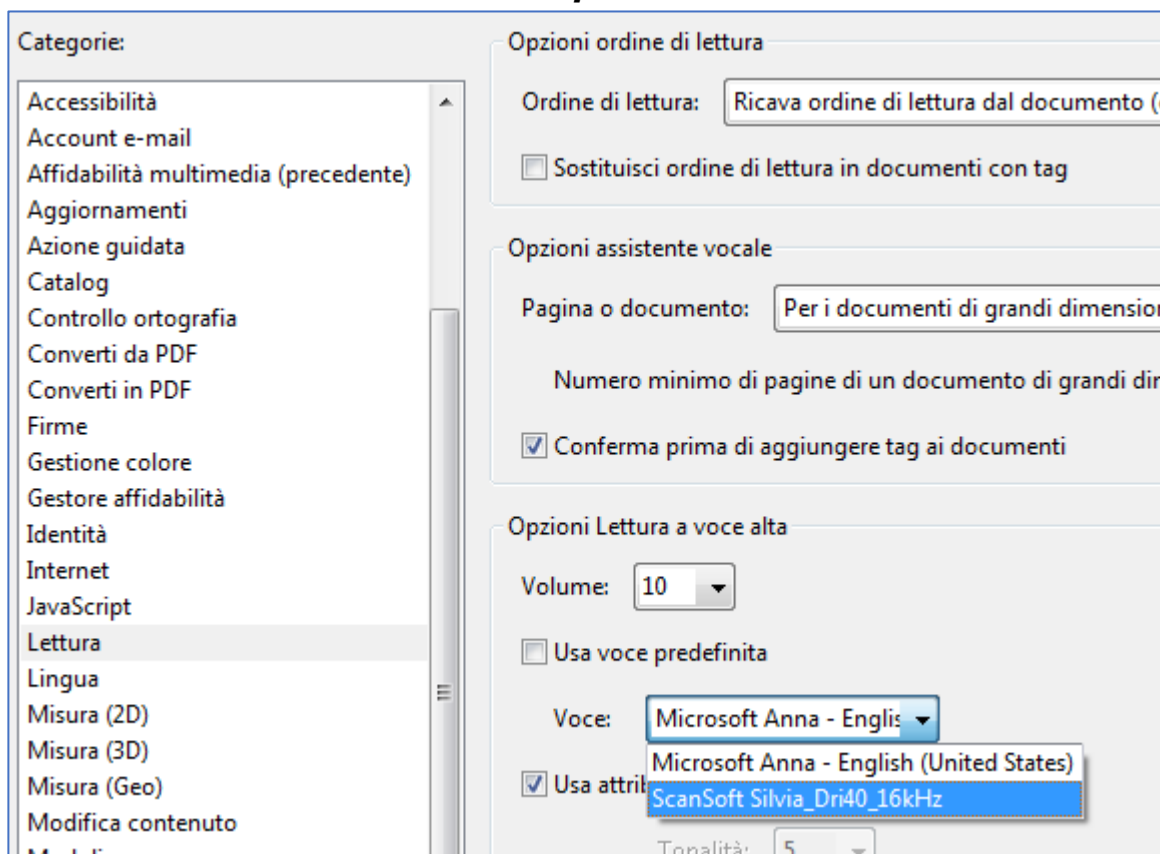 Categorie:
Accessibilità
Account e-mail
Affidabilità multimedia (precedente)
Aggiornamenti
Azione guidata
Catalog
Controllo ortografia
Converti da PDF
Converti in PDF
Firme
Gestione colore
Gestore affidabilità
Identità
Internet
JavaScript
Lettura
Lingua
Misura (2D)
Misura (3D)
Misura (Geo)
Modifica contenuto
Opzioni ordine di lettura
Ordine di lettura: Ricava ordine di lettura dal documento (
Sostituisci ordine di lettura in documenti con tag
Opzioni assistente vocale
Pagina o documento: Per i documenti di grandi dimension
Numero minimo di pagine di un documento di grandi dir
Conferma prima di aggiungere tag ai documenti
Opzioni Lettura a voce alta
Volume: 10
Usa voce predefinita
Voce: Microsoft Anna - Englis
Microsoft Anna - English (United States)
Usa attrib
ScanSoft Silvia_Dri40_16kHz
Tonalità: 5